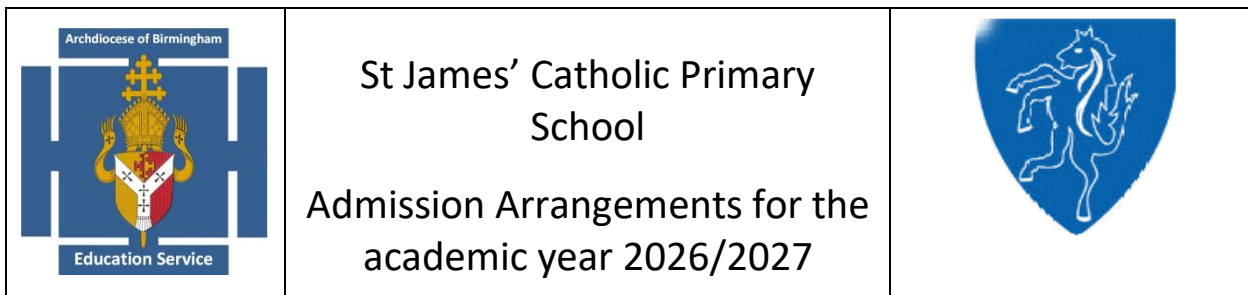 Archdiocese of Birmingham
Education Service
St James’ Catholic Primary
School
Admission Arrangements for the
academic year 2026/2027